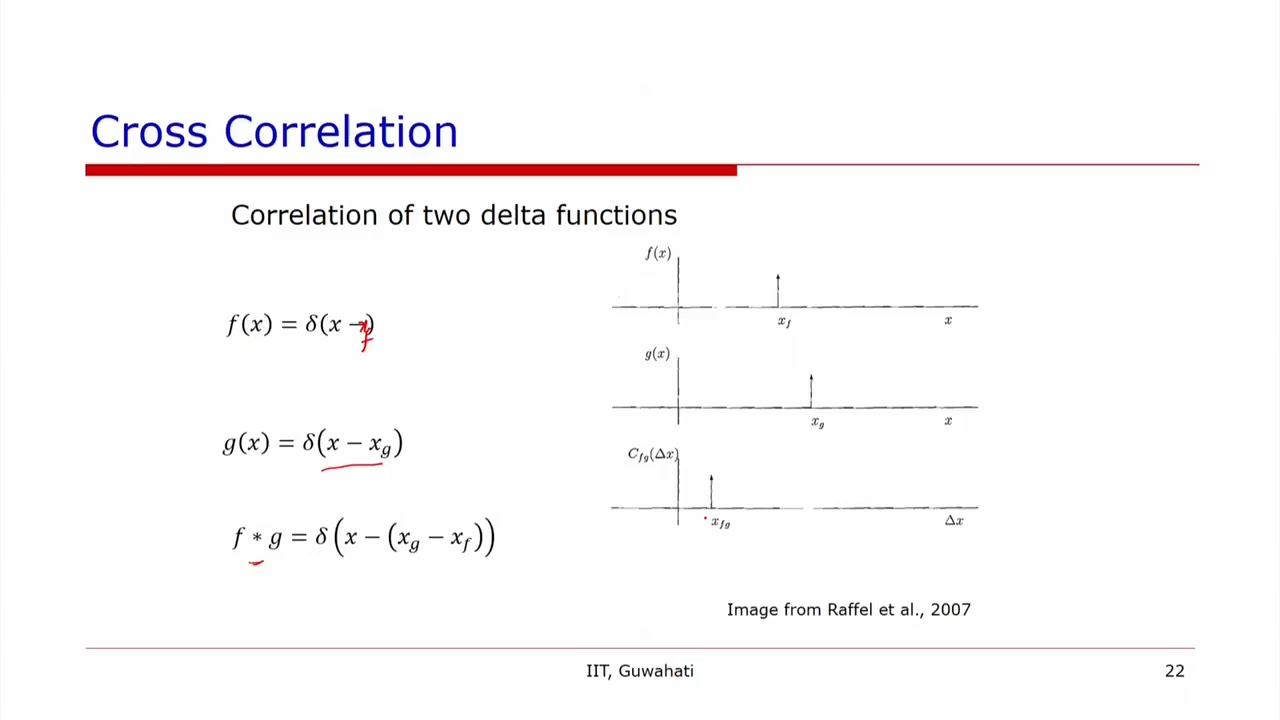 Cross Correlation
Correlation of two delta functions
f(x) = δ(x − x_f)
g(x) = δ(x − x_g)
f * g = δ(x − (x_g − x_f))
f(x)
x_f
x
g(x)
x_g
x
C_fg(Δx)
x_fg
Δx
Image from Raffel et al., 2007
IIT, Guwahati
22